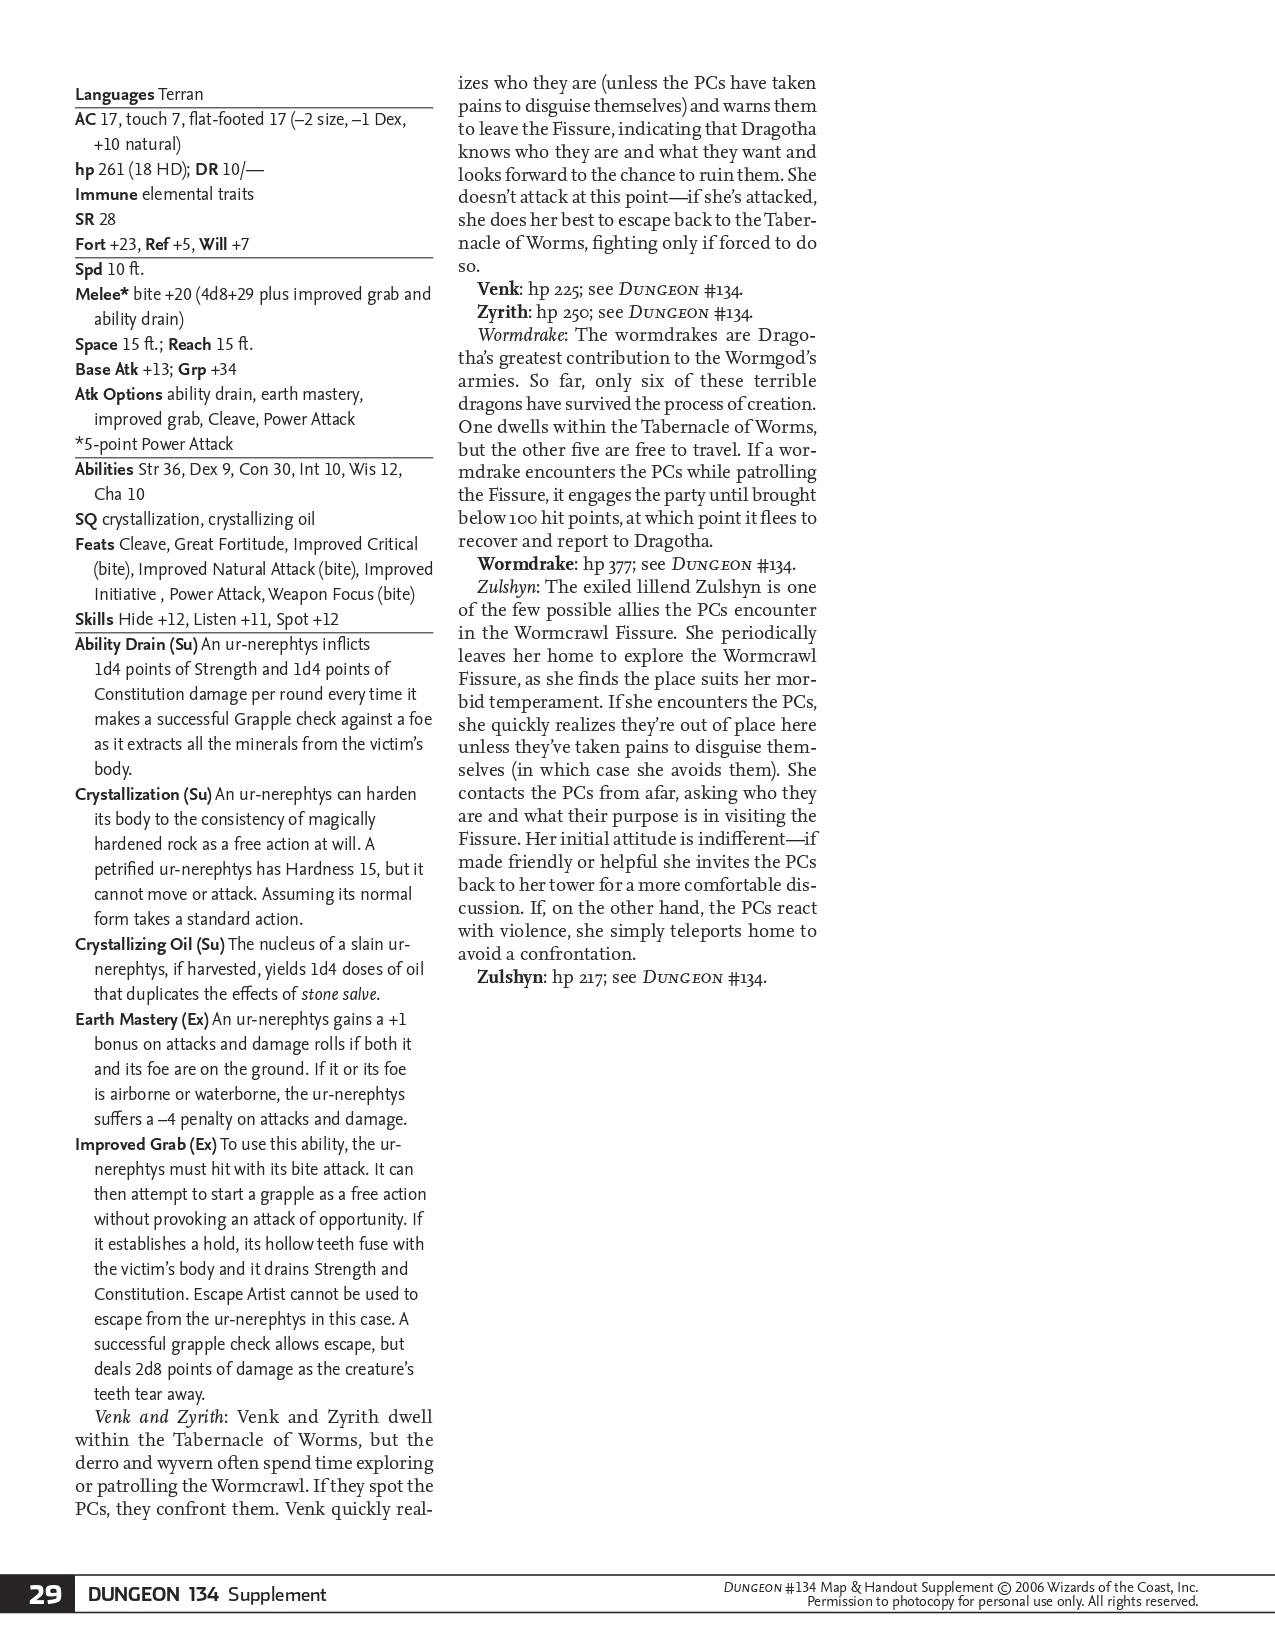 Languages Terran
AC 17, touch 7, flat-footed 17 (–2 size, –1 Dex,
+10 natural)
hp 261 (18 HD); DR 10/—
Immune elemental traits
SR 28
Fort +23, Ref +5, Will +7
Spd 10 ft.
Melee* bite +20 (4d8+29 plus improved grab and
ability drain)
Space 15 ft.; Reach 15 ft.
Base Atk +13; Grp +34
Atk Options ability drain, earth mastery,
improved grab, Cleave, Power Attack
*5-point Power Attack
Abilities Str 36, Dex 9, Con 30, Int 10, Wis 12,
Cha 10
SQ crystallization, crystallizing oil
Feats Cleave, Great Fortitude, Improved Critical
(bite), Improved Natural Attack (bite), Improved
Initiative , Power Attack, Weapon Focus (bite)
Skills Hide +12, Listen +11, Spot +12
Ability Drain (Su) An ur-nerephtys inflicts
1d4 points of Strength and 1d4 points of
Constitution damage per round every time it
makes a successful Grapple check against a foe
as it extracts all the minerals from the victim's
body.
Crystallization (Su) An ur-nerephtys can harden
its body to the consistency of magically
hardened rock as a free action at will. A
petrified ur-nerephtys has Hardness 15, but it
cannot move or attack. Assuming its normal
form takes a standard action.
Crystallizing Oil (Su) The nucleus of a slain ur-
nerephtys, if harvested, yields 1d4 doses of oil
that duplicates the effects of stone salve.
Earth Mastery (Ex) An ur-nerephtys gains a +1
bonus on attacks and damage rolls if both it
and its foe are on the ground. If it or its foe
is airborne or waterborne, the ur-nerephtys
suffers a –4 penalty on attacks and damage.
Improved Grab (Ex) To use this ability, the ur-
nerephtys must hit with its bite attack. It can
then attempt to start a grapple as a free action
without provoking an attack of opportunity. If
it establishes a hold, its hollow teeth fuse with
the victim's body and it drains Strength and
Constitution. Escape Artist cannot be used to
escape from the ur-nerephtys in this case. A
successful grapple check allows escape, but
deals 2d8 points of damage as the creature's
teeth tear away.
Venk and Zyrith: Venk and Zyrith dwell
within the Tabernacle of Worms, but the
derro and wyvern often spend time exploring
or patrolling the Wormcrawl. If they spot the
PCs, they confront them. Venk quickly real-
izes who they are (unless the PCs have taken
pains to disguise themselves) and warns them
to leave the Fissure, indicating that Dragotha
knows who they are and what they want and
looks forward to the chance to ruin them. She
doesn't attack at this point—if she's attacked,
she does her best to escape back to the Taber-
nacle of Worms, fighting only if forced to do
so.
Venk: hp 225; see DUNGEON #134.
Zyrith: hp 250; see DUNGEON #134.
Wormdrake: The wormdrakes are Drago-
tha's greatest contribution to the Wormgod's
armies. So far, only six of these terrible
dragons have survived the process of creation.
One dwells within the Tabernacle of Worms,
but the other five are free to travel. If a wor-
mdrake encounters the PCs while patrolling
the Fissure, it engages the party until brought
below 100 hit points, at which point it flees to
recover and report to Dragotha.
Wormdrake: hp 377; see DUNGEON #134.
Zulshyn: The exiled lillend Zulshyn is one
of the few possible allies the PCs encounter
in the Wormcrawl Fissure. She periodically
leaves her home to explore the Wormcrawl
Fissure, as she finds the place suits her mor-
bid temperament. If she encounters the PCs,
she quickly realizes they're out of place here
unless they've taken pains to disguise them-
selves (in which case she avoids them). She
contacts the PCs from afar, asking who they
are and what their purpose is in visiting the
Fissure. Her initial attitude is indifferent—if
made friendly or helpful she invites the PCs
back to her tower for a more comfortable dis-
cussion. If, on the other hand, the PCs react
with violence, she simply teleports home to
avoid a confrontation.
Zulshyn: hp 217; see DUNGEON #134.
29 DUNGEON 134 Supplement
DUNGEON #134 Map & Handout Supplement © 2006 Wizards of the Coast, Inc.
Permission to photocopy for personal use only. All rights reserved.